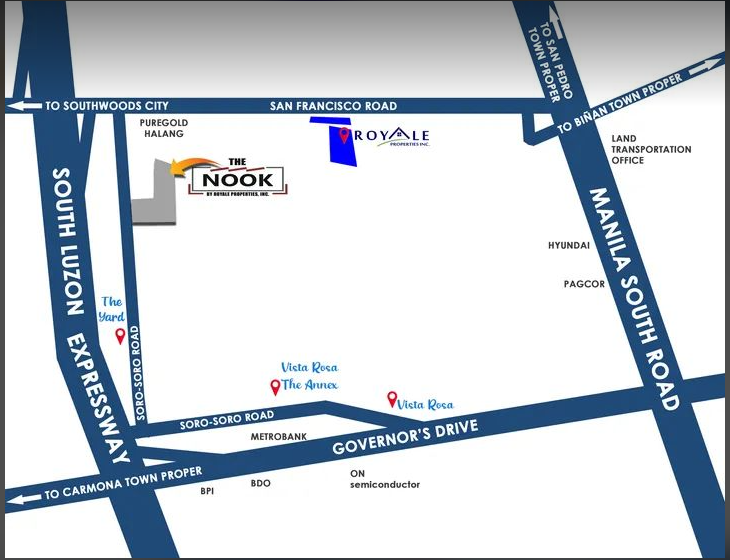 TO SAN PEDRO
TOWN PROPER
TO SOUTHWOODS CITY
SAN FRANCISCO ROAD
TO BIÑAN TOWN PROPER
PUREGOLD
HALANG
ROYALE
PROPERTIES INC.
LAND
TRANSPORTATION
OFFICE
THE
NOOK
BY ROYALE PROPERTIES, INC.
SOUTH LUZON EXPRESSWAY
MANILA SOUTH ROAD
HYUNDAI
PAGCOR
The
Yard
SORO-SORO ROAD
Vista Rosa
The Annex
Vista Rosa
SORO-SORO ROAD
METROBANK
GOVERNOR'S DRIVE
TO CARMONA TOWN PROPER
BPI
BDO
ON
semiconductor